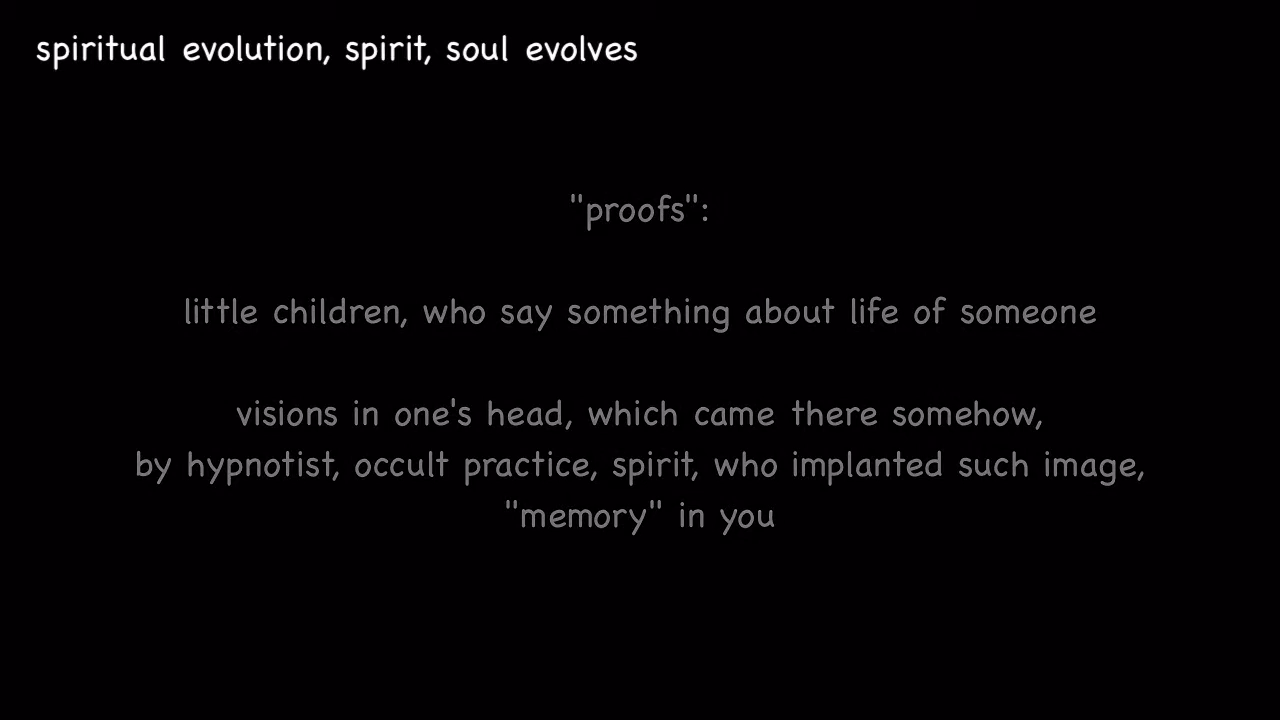 spiritual evolution, spirit, soul evolves
"proofs":
little children, who say something about life of someone
visions in one's head, which came there somehow,
by hypnotist, occult practice, spirit, who implanted such image,
"memory" in you